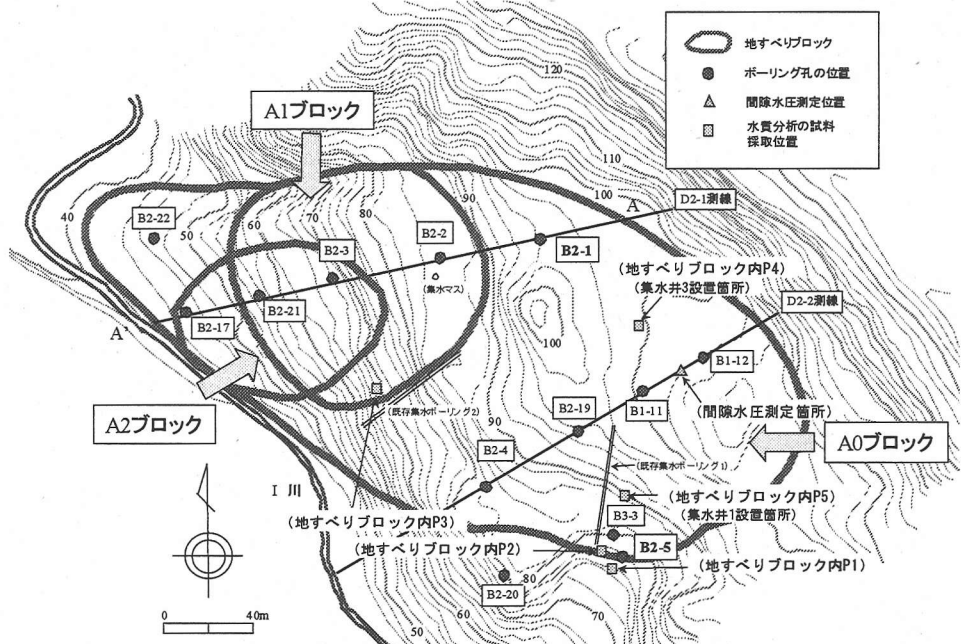 地すべりブロック
ボーリング孔の位置
間隙水圧測定位置
水質分析の試料
採取位置
120
110
100
A1ブロック
90
80
70
60
50
40
A
D2-1測線
B2-22
B2-3
B2-2
B2-1
(集水マス)
(地すべりブロック内P4)
(集水井3設置箇所)
D2-2測線
B2-21
B2-17
A'
100
B1-12
B1-11
(間隙水圧測定箇所)
A2ブロック
(既存集水ボーリング2)
B2-19
90
A0ブロック
B2-4
(既存集水ボーリング1)
I 川
(地すべりブロック内P5)
(集水井1設置箇所)
(地すべりブロック内P3)
B3-3
(地すべりブロック内P2)
B2-5
(地すべりブロック内P1)
B2-20
80
70
60
50
0
40m